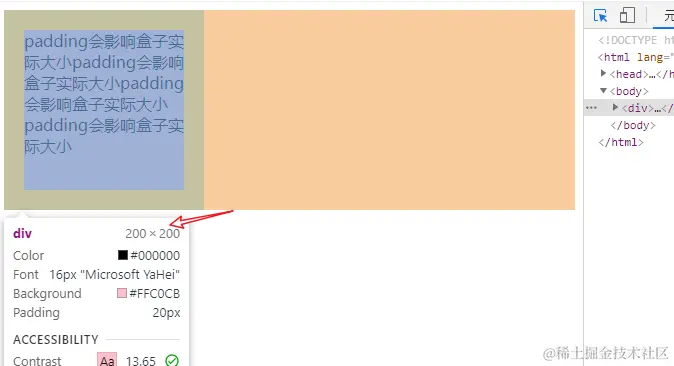 padding会影响盒子实
际大小padding会影响
盒子实际大小padding
会影响盒子实际大小
padding会影响盒子实
际大小
div 200 × 200
Color #000000
Font 16px "Microsoft YaHei"
Background #FFC0CB
Padding 20px
ACCESSIBILITY
Contrast Aa 13.65
元
<!DOCTYPE ht
<html lang="
<head>…</h
<body>
<div>…</
</body>
</html>
@稀土掘金技术社区